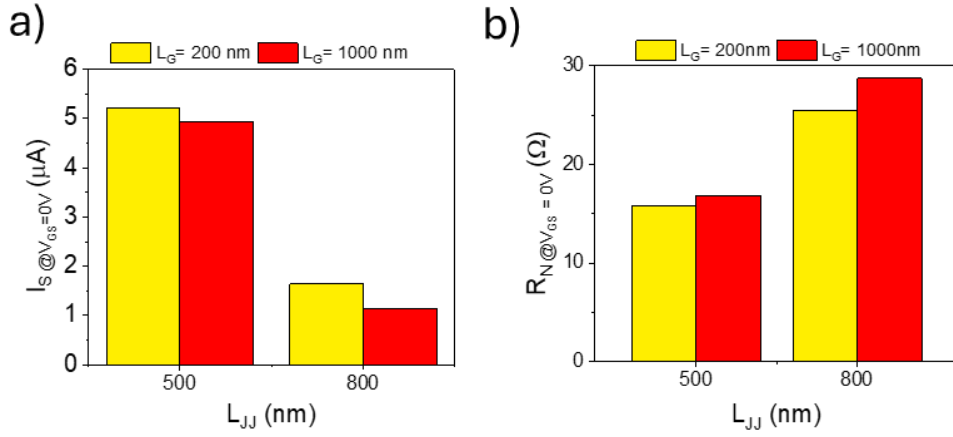 a)
L_G= 200 nm L_G= 1000 nm
6
5
4
3
2
1
0
I_S@V_GS=0V (μA)
500 800
L_JJ (nm)
b)
L_G= 200nm L_G= 1000nm
30
20
10
0
R_N@V_GS = 0V (Ω)
500 800
L_JJ (nm)